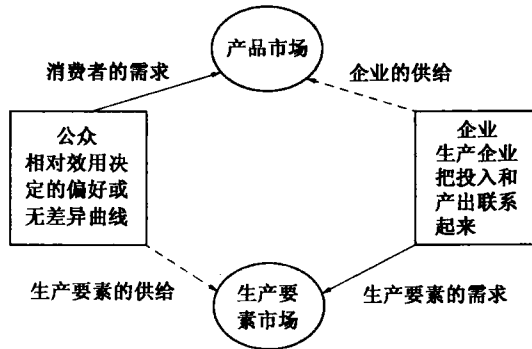 产品市场
消费者的需求
企业的供给
公众
相对效用决
定的偏好或
无差异曲线
企业
生产企业
把投入和
产出联系
起来
生产要素的供给
生产要
素市场
生产要素的需求